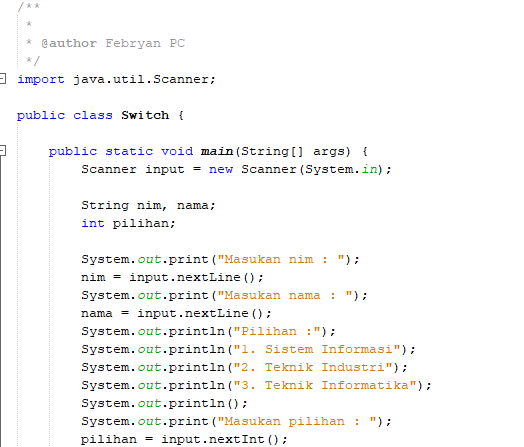 /**
 *
 * @author Febryan PC
 */
import java.util.Scanner;

public class Switch {

    public static void main(String[] args) {
        Scanner input = new Scanner(System.in);

        String nim, nama;
        int pilihan;

        System.out.print("Masukan nim : ");
        nim = input.nextLine();
        System.out.print("Masukan nama : ");
        nama = input.nextLine();
        System.out.println("Pilihan :");
        System.out.println("1. Sistem Informasi");
        System.out.println("2. Teknik Industri");
        System.out.println("3. Teknik Informatika");
        System.out.println();
        System.out.print("Masukan pilihan : ");
        pilihan = input.nextInt();